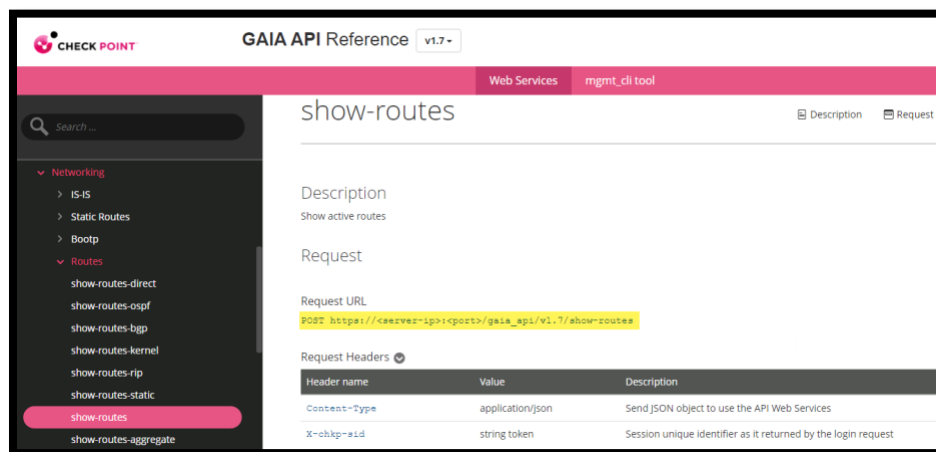 CHECK POINT
GAIA API Reference v1.7
Web Services mgmt_cli tool
Search ...
Networking
IS-IS
Static Routes
Bootp
Routes
show-routes-direct
show-routes-ospf
show-routes-bgp
show-routes-kernel
show-routes-rip
show-routes-static
show-routes
show-routes-aggregate
show-routes
Description Request
Description
Show active routes
Request
Request URL
POST https://<server-ip>:<port>/gaia_api/v1.7/show-routes
Request Headers
Header name Value Description
Content-Type application/json Send JSON object to use the API Web Services
X-chkp-sid string token Session unique identifier as it returned by the login request